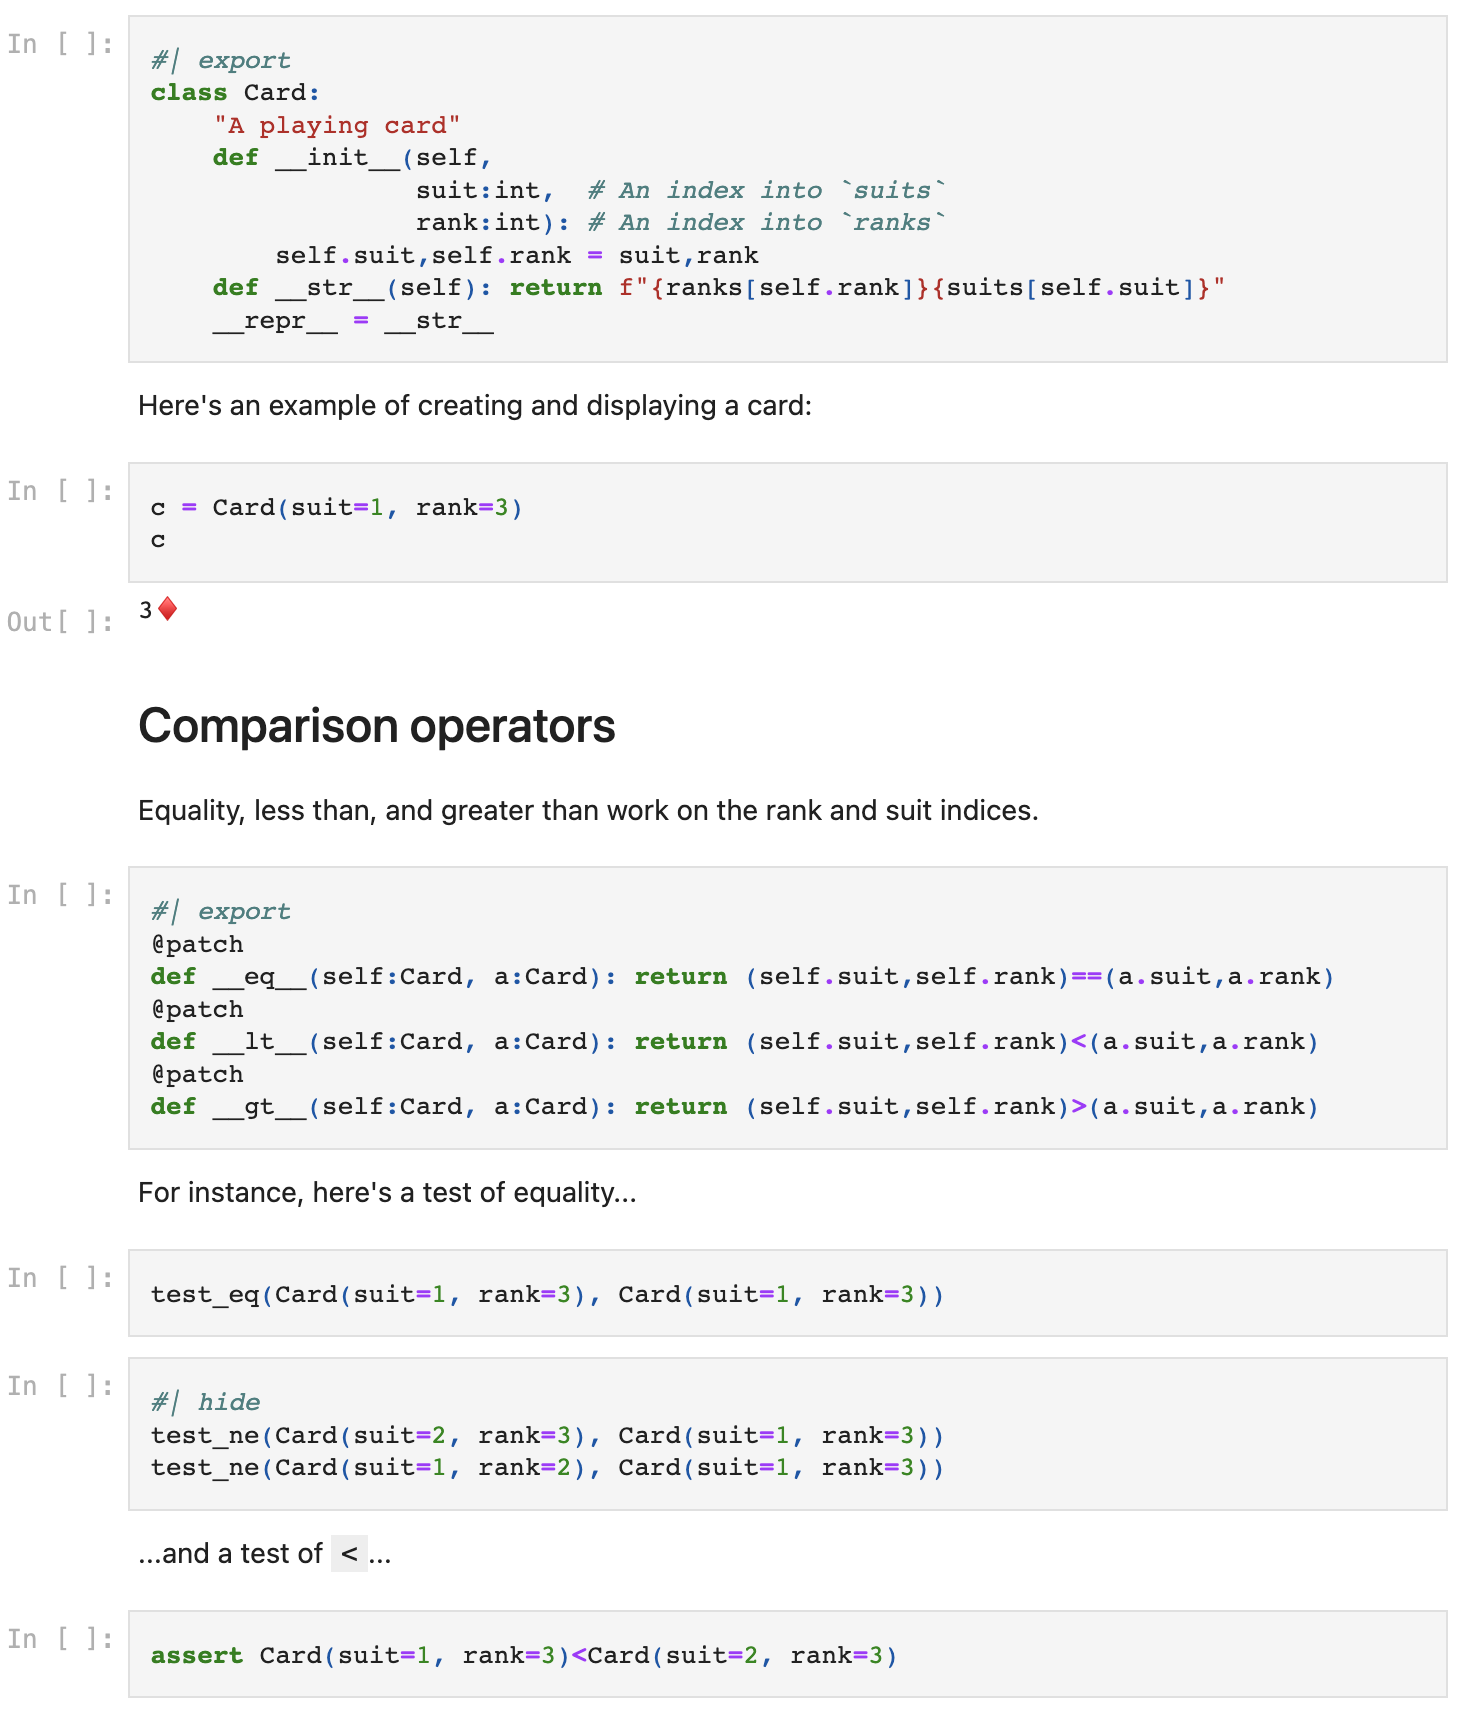 In [ ]:
#| export
class Card:
    "A playing card"
    def __init__(self,
                 suit:int,  # An index into `suits`
                 rank:int): # An index into `ranks`
        self.suit,self.rank = suit,rank
    def __str__(self): return f"{ranks[self.rank]}{suits[self.suit]}"
    __repr__ = __str__
Here's an example of creating and displaying a card:
In [ ]:
c = Card(suit=1, rank=3)
c
Out[ ]:
3♦️
Comparison operators
Equality, less than, and greater than work on the rank and suit indices.
In [ ]:
#| export
@patch
def __eq__(self:Card, a:Card): return (self.suit,self.rank)==(a.suit,a.rank)
@patch
def __lt__(self:Card, a:Card): return (self.suit,self.rank)<(a.suit,a.rank)
@patch
def __gt__(self:Card, a:Card): return (self.suit,self.rank)>(a.suit,a.rank)
For instance, here's a test of equality...
In [ ]:
test_eq(Card(suit=1, rank=3), Card(suit=1, rank=3))
In [ ]:
#| hide
test_ne(Card(suit=2, rank=3), Card(suit=1, rank=3))
test_ne(Card(suit=1, rank=2), Card(suit=1, rank=3))
...and a test of < ...
In [ ]:
assert Card(suit=1, rank=3)<Card(suit=2, rank=3)